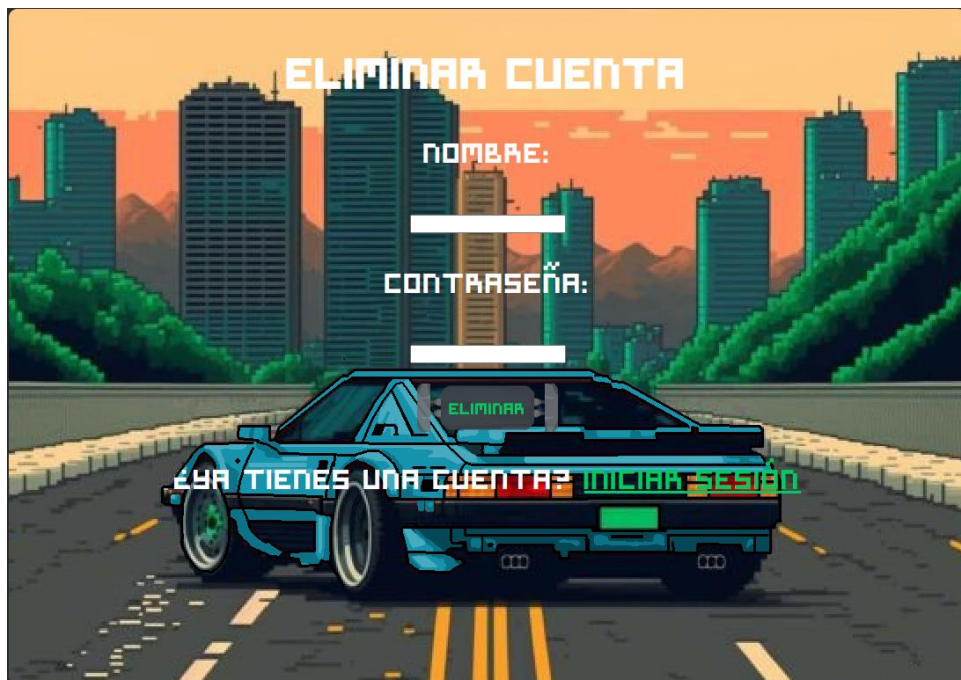 ELIMINAR CUENTA
NOMBRE:
CONTRASEÑA:
ELIMINAR
¿YA TIENES UNA CUENTA? INICIAR SESIÓN